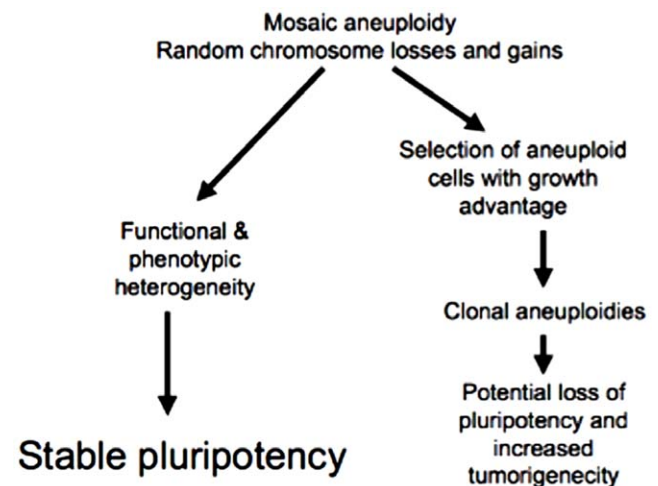 Mosaic aneuploidy
Random chromosome losses and gains
Selection of aneuploid
cells with growth
advantage
Functional &
phenotypic
heterogeneity
Clonal aneuploidies
Potential loss of
pluripotency and
increased
tumorigenecity
Stable pluripotency